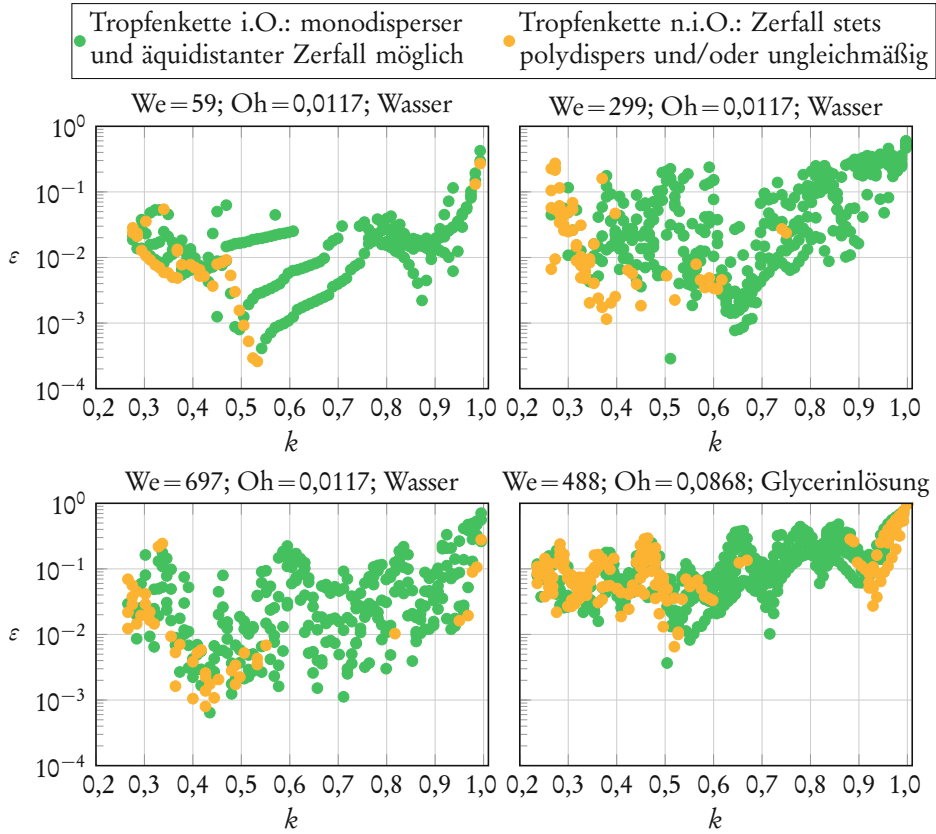 Tropfenkette i.O.: monodisperser
und äquidistanter Zerfall möglich
Tropfenkette n.i.O.: Zerfall stets
polydispers und/oder ungleichmäßig
We=59; Oh=0,0117; Wasser
10⁰
10⁻¹
10⁻²
10⁻³
10⁻⁴
ε
0,2 0,3 0,4 0,5 0,6 0,7 0,8 0,9 1,0
k
We=299; Oh=0,0117; Wasser
0,2 0,3 0,4 0,5 0,6 0,7 0,8 0,9 1,0
k
We=697; Oh=0,0117; Wasser
10⁰
10⁻¹
10⁻²
10⁻³
10⁻⁴
ε
0,2 0,3 0,4 0,5 0,6 0,7 0,8 0,9 1,0
k
We=488; Oh=0,0868; Glycerinlösung
0,2 0,3 0,4 0,5 0,6 0,7 0,8 0,9 1,0
k